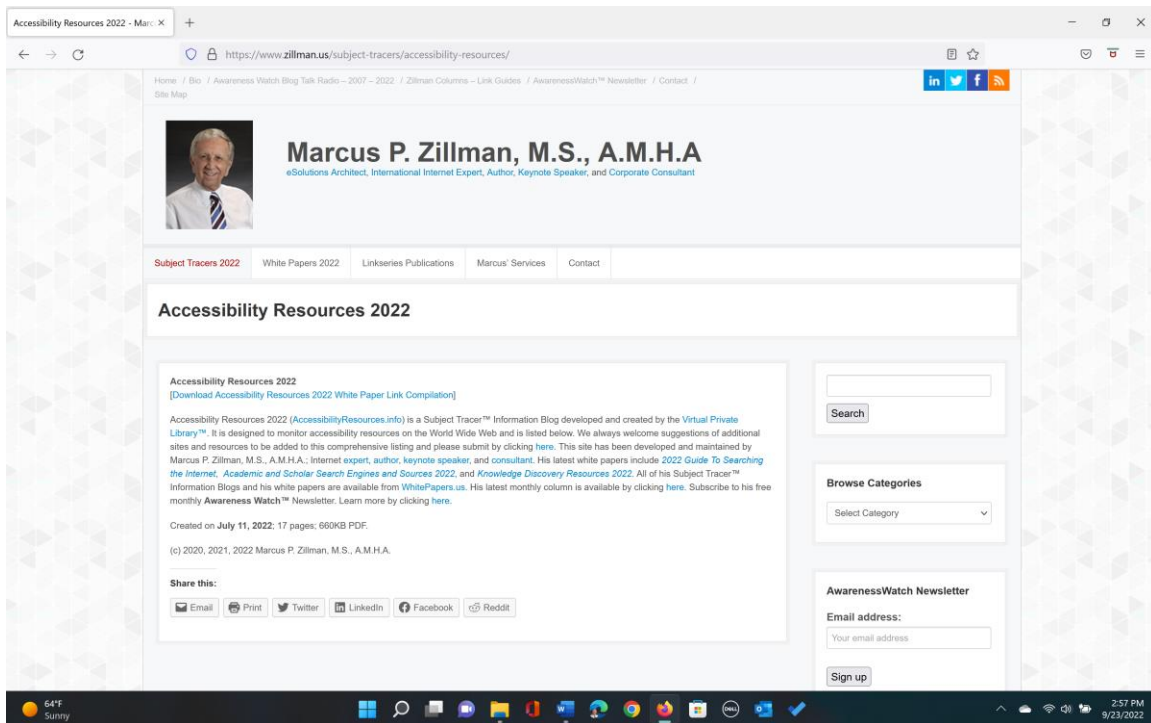 Accessibility Resources 2022 - Marc
https://www.zillman.us/subject-tracers/accessibility-resources/
Home / Bio / Awareness Watch Blog Talk Radio – 2007 – 2022 / Zillman Columns – Link Guides / AwarenessWatch™ Newsletter / Contact /
Site Map
in
f
Marcus P. Zillman, M.S., A.M.H.A
eSolutions Architect, International Internet Expert, Author, Keynote Speaker, and Corporate Consultant
Subject Tracers 2022 White Papers 2022 Linkseries Publications Marcus' Services Contact
Accessibility Resources 2022
Accessibility Resources 2022
[Download Accessibility Resources 2022 White Paper Link Compilation]
Accessibility Resources 2022 (AccessibilityResources.info) is a Subject Tracer™ Information Blog developed and created by the Virtual Private
Library™. It is designed to monitor accessibility resources on the World Wide Web and is listed below. We always welcome suggestions of additional
sites and resources to be added to this comprehensive listing and please submit by clicking here. This site has been developed and maintained by
Marcus P. Zillman, M.S., A.M.H.A.; Internet expert, author, keynote speaker, and consultant. His latest white papers include 2022 Guide To Searching
the Internet, Academic and Scholar Search Engines and Sources 2022, and Knowledge Discovery Resources 2022. All of his Subject Tracer™
Information Blogs and his white papers are available from WhitePapers.us. His latest monthly column is available by clicking here. Subscribe to his free
monthly Awareness Watch™ Newsletter. Learn more by clicking here.
Created on July 11, 2022; 17 pages; 660KB PDF.
(c) 2020, 2021, 2022 Marcus P. Zillman, M.S., A.M.H.A.
Share this:
Email Print Twitter LinkedIn Facebook Reddit
Search
Browse Categories
Select Category
AwarenessWatch Newsletter
Email address:
Your email address
Sign up
64°F
Sunny
DELL
2:57 PM
9/23/2022